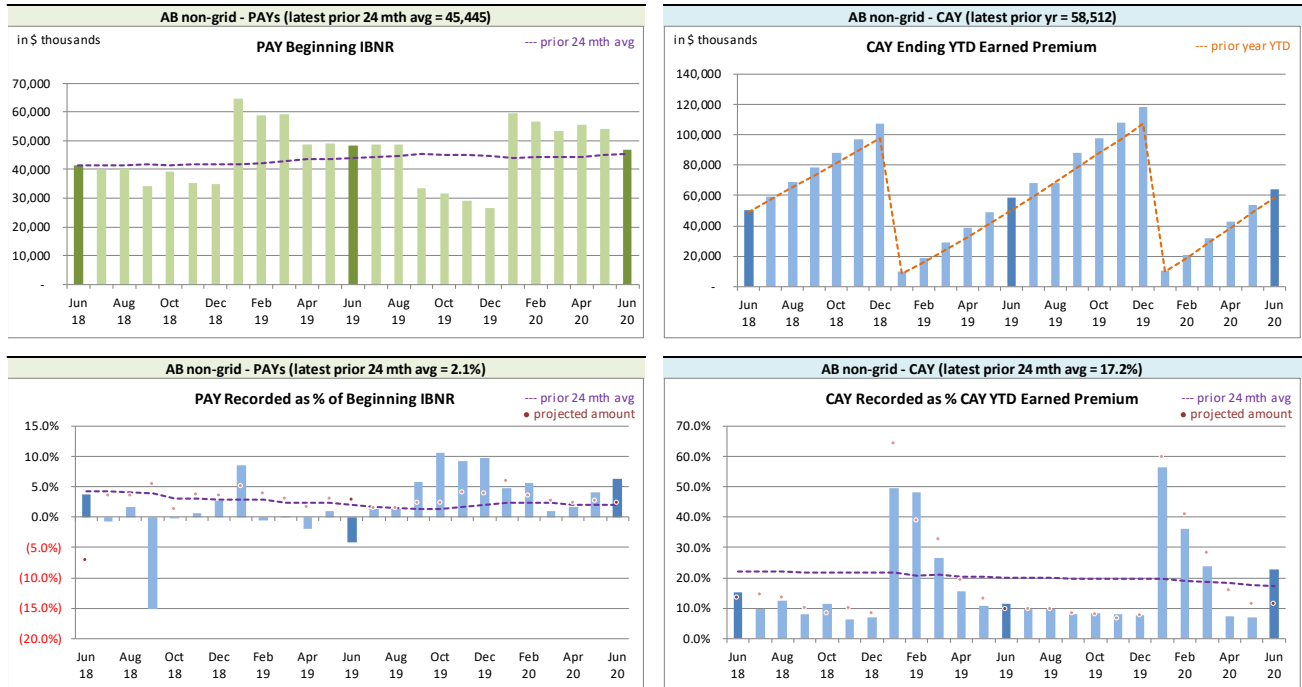 AB non-grid - PAYs (latest prior 24 mth avg = 45,445)
in $ thousands
PAY Beginning IBNR
--- prior 24 mth avg
70,000
60,000
50,000
40,000
30,000
20,000
10,000
-
Jun Aug Oct Dec Feb Apr Jun Aug Oct Dec Feb Apr Jun
18 18 18 18 19 19 19 19 19 19 20 20 20
AB non-grid - CAY (latest prior yr = 58,512)
in $ thousands
CAY Ending YTD Earned Premium
--- prior year YTD
140,000
120,000
100,000
80,000
60,000
40,000
20,000
-
Jun Aug Oct Dec Feb Apr Jun Aug Oct Dec Feb Apr Jun
18 18 18 18 19 19 19 19 19 19 20 20 20
AB non-grid - PAYs (latest prior 24 mth avg = 2.1%)
PAY Recorded as % of Beginning IBNR
--- prior 24 mth avg
• projected amount
15.0%
10.0%
5.0%
0.0%
(5.0%)
(10.0%)
(15.0%)
(20.0%)
Jun Aug Oct Dec Feb Apr Jun Aug Oct Dec Feb Apr Jun
18 18 18 18 19 19 19 19 19 19 20 20 20
AB non-grid - CAY (latest prior 24 mth avg = 17.2%)
CAY Recorded as % CAY YTD Earned Premium
--- prior 24 mth avg
• projected amount
70.0%
60.0%
50.0%
40.0%
30.0%
20.0%
10.0%
0.0%
Jun Aug Oct Dec Feb Apr Jun Aug Oct Dec Feb Apr Jun
18 18 18 18 19 19 19 19 19 19 20 20 20